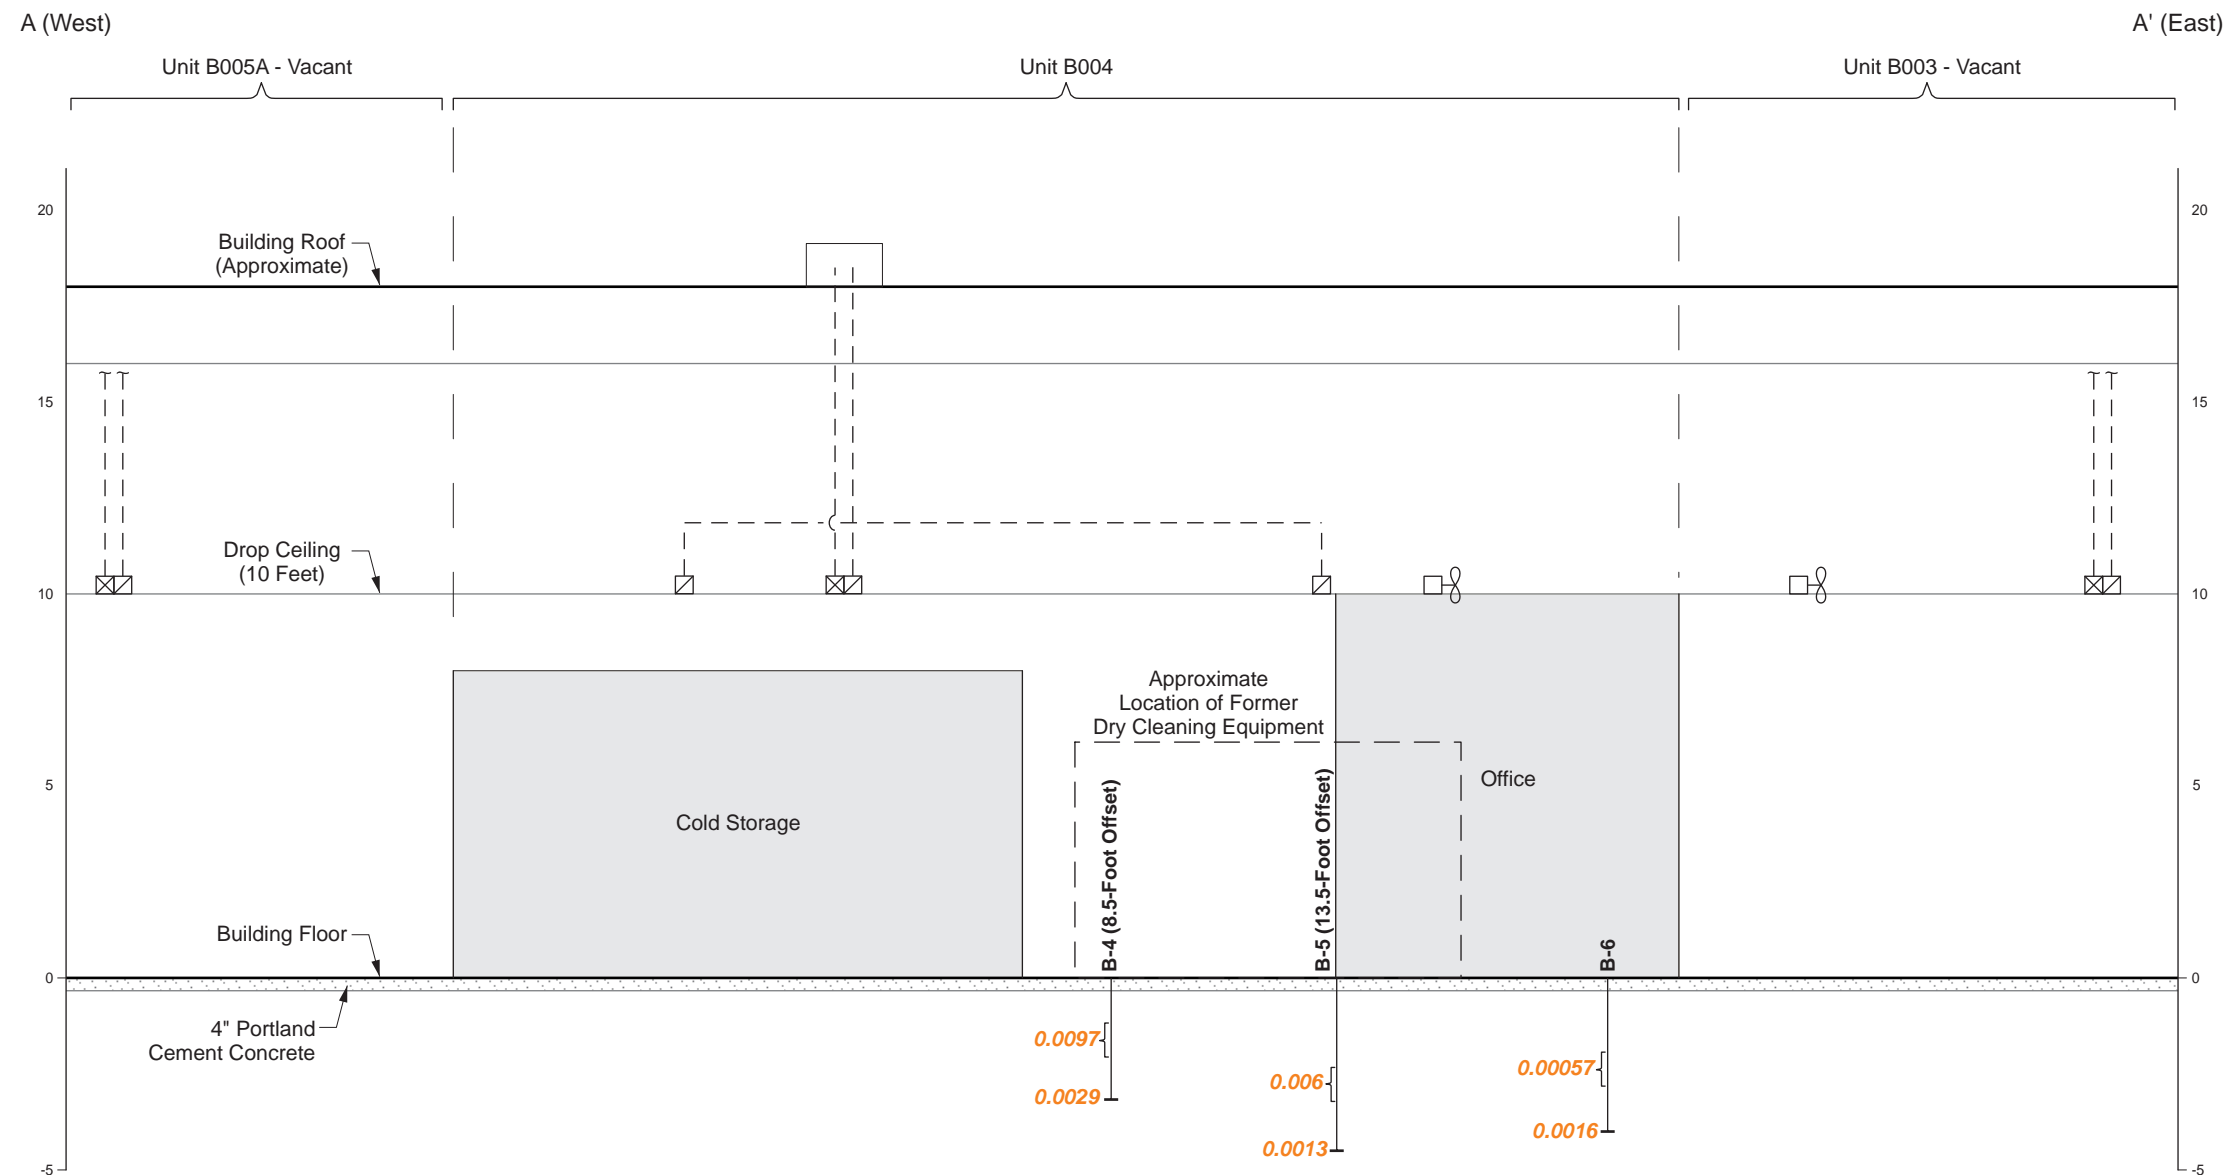 A (West)
A' (East)
Unit B005A - Vacant
Unit B004
Unit B003 - Vacant
20
20
Building Roof
(Approximate)
15
15
Drop Ceiling
(10 Feet)
10
10
Approximate
Location of Former
Dry Cleaning Equipment
5
5
Office
Cold Storage
B-4 (8.5-Foot Offset)
B-5 (13.5-Foot Offset)
B-6
Building Floor
0
0
4" Portland
Cement Concrete
0.0097
0.0029
0.006
0.0013
0.00057
0.0016
-5
-5